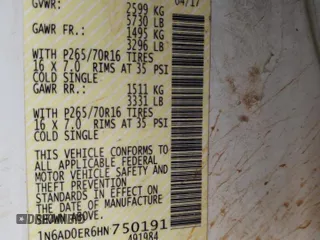 GVWR: 2599 KG 04/17
5730 LB
GAWR FR.: 1495 KG
3296 LB
WITH P265/70R16 TIRES
16 X 7.0 RIMS AT 35 PSI
COLD SINGLE
GAWR RR.: 1511 KG
3331 LB
WITH P265/70R16 TIRES
16 X 7.0 RIMS AT 35 PSI
COLD SINGLE
THIS VEHICLE CONFORMS TO
ALL APPLICABLE FEDERAL
MOTOR VEHICLE SAFETY AND
THEFT PREVENTION
STANDARDS IN EFFECT ON
THE DATE OF MANUFACTURE
SHOWN ABOVE.
1N6AD0ER6HN750191
491984